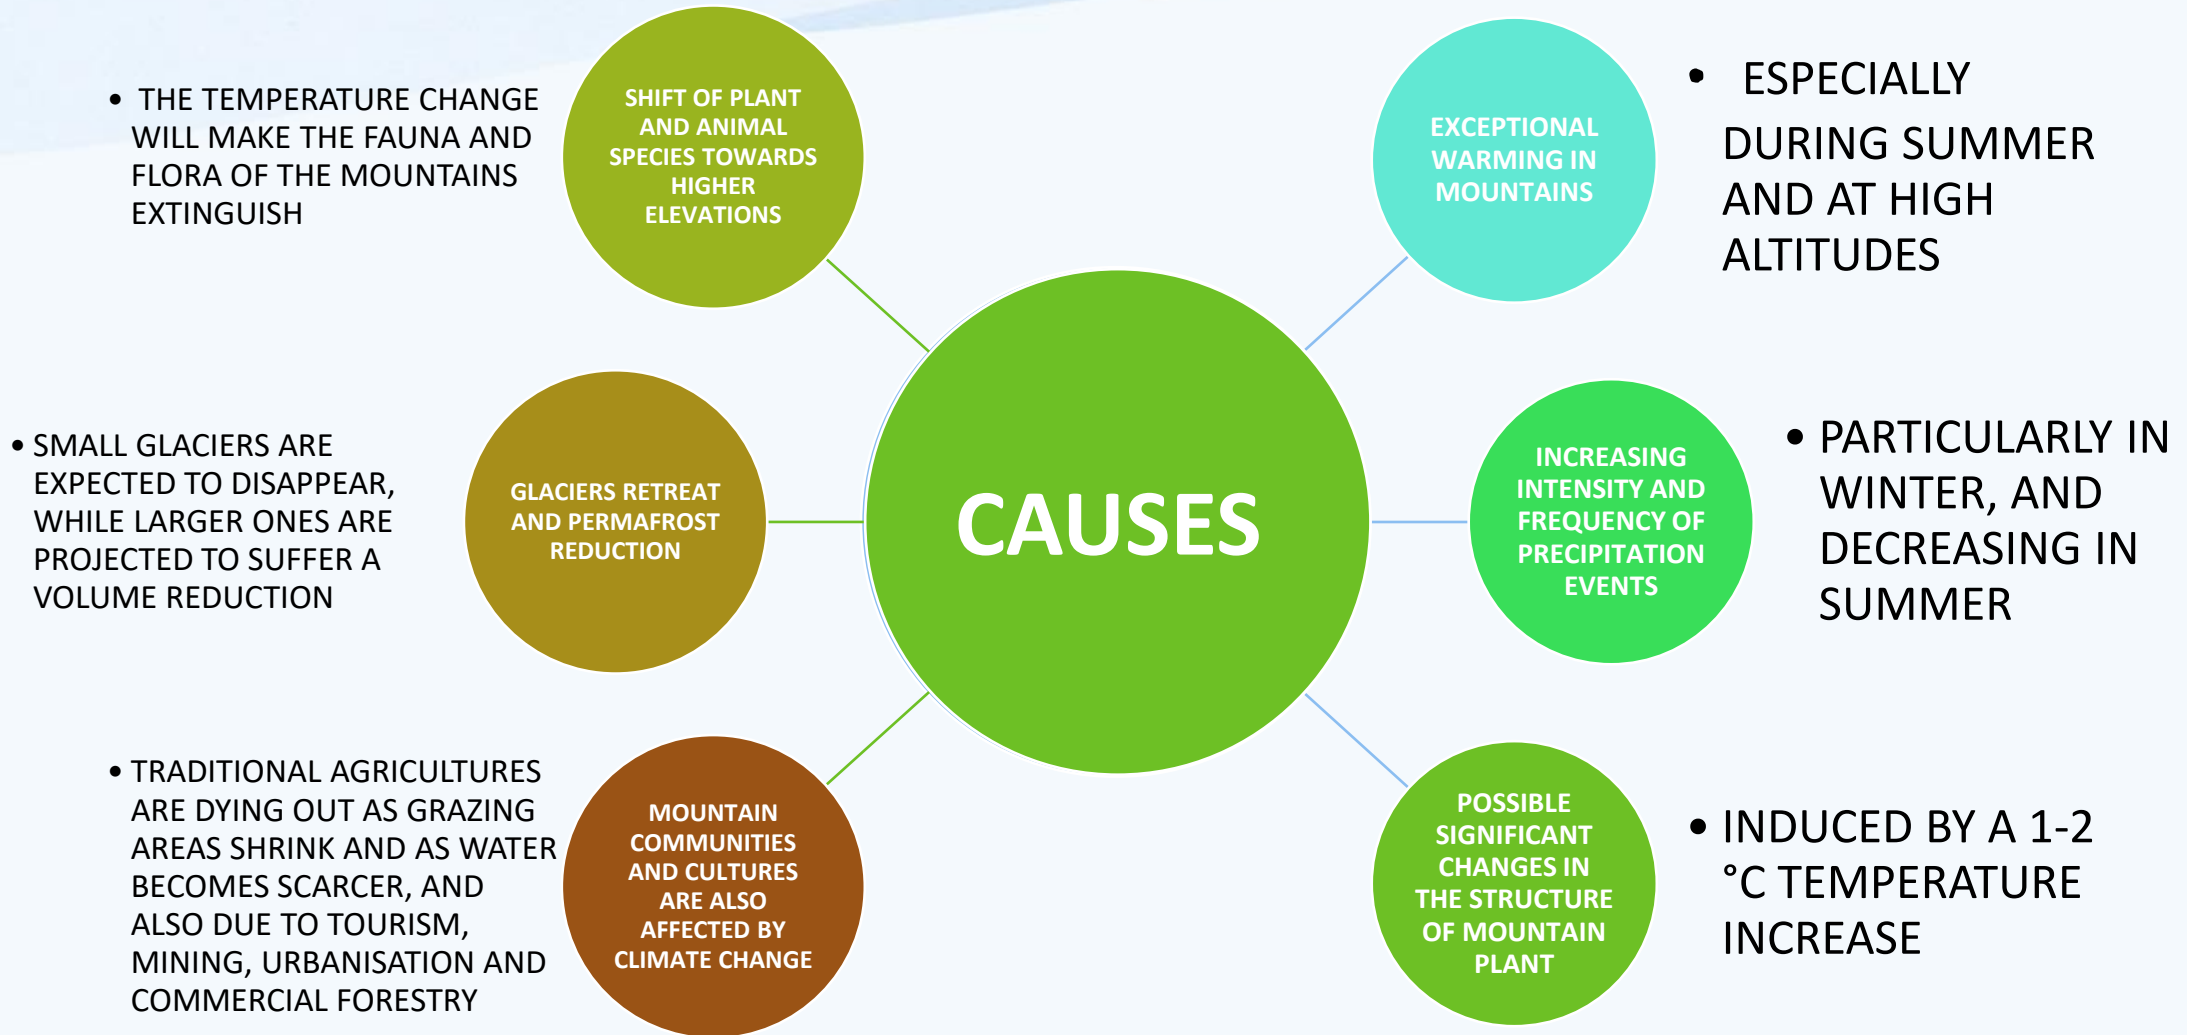 • THE TEMPERATURE CHANGE
WILL MAKE THE FAUNA AND
FLORA OF THE MOUNTAINS
EXTINGUISH
SHIFT OF PLANT
AND ANIMAL
SPECIES TOWARDS
HIGHER
ELEVATIONS
• SMALL GLACIERS ARE
EXPECTED TO DISAPPEAR,
WHILE LARGER ONES ARE
PROJECTED TO SUFFER A
VOLUME REDUCTION
GLACIERS RETREAT
AND PERMAFROST
REDUCTION
• TRADITIONAL AGRICULTURES
ARE DYING OUT AS GRAZING
AREAS SHRINK AND AS WATER
BECOMES SCARCER, AND
ALSO DUE TO TOURISM,
MINING, URBANISATION AND
COMMERCIAL FORESTRY
MOUNTAIN
COMMUNITIES
AND CULTURES
ARE ALSO
AFFECTED BY
CLIMATE CHANGE
CAUSES
EXCEPTIONAL
WARMING IN
MOUNTAINS
• ESPECIALLY
DURING SUMMER
AND AT HIGH
ALTITUDES
INCREASING
INTENSITY AND
FREQUENCY OF
PRECIPITATION
EVENTS
• PARTICULARLY IN
WINTER, AND
DECREASING IN
SUMMER
POSSIBLE
SIGNIFICANT
CHANGES IN
THE STRUCTURE
OF MOUNTAIN
PLANT
• INDUCED BY A 1-2
°C TEMPERATURE
INCREASE